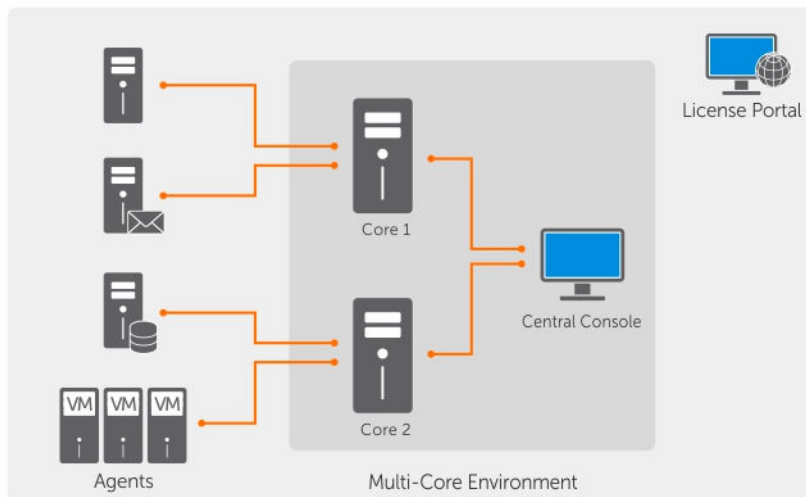 License Portal
Core 1
Central Console
VM VM VM
Core 2
Agents
Multi-Core Environment